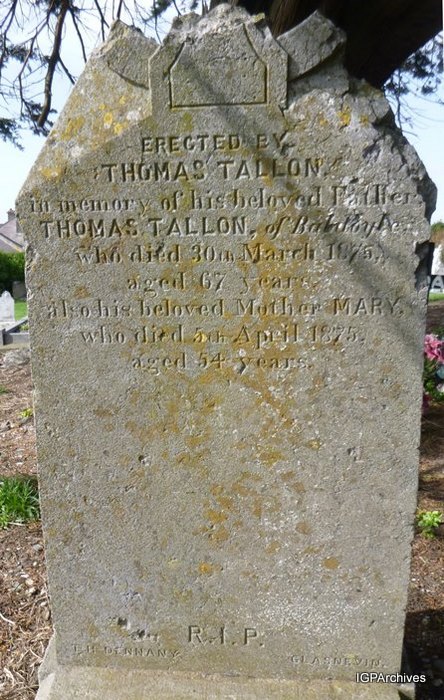 ERECTED BY
THOMAS TALLON
in memory of his beloved Father
THOMAS TALLON, of Baldoyle,
who died 30th March 1875,
aged 67 years.
also his beloved Mother MARY,
who died 5th April 1875,
aged 54 years.
R.I.P.
T.H. DENNANY
GLASNEVIN.
IGPArchives